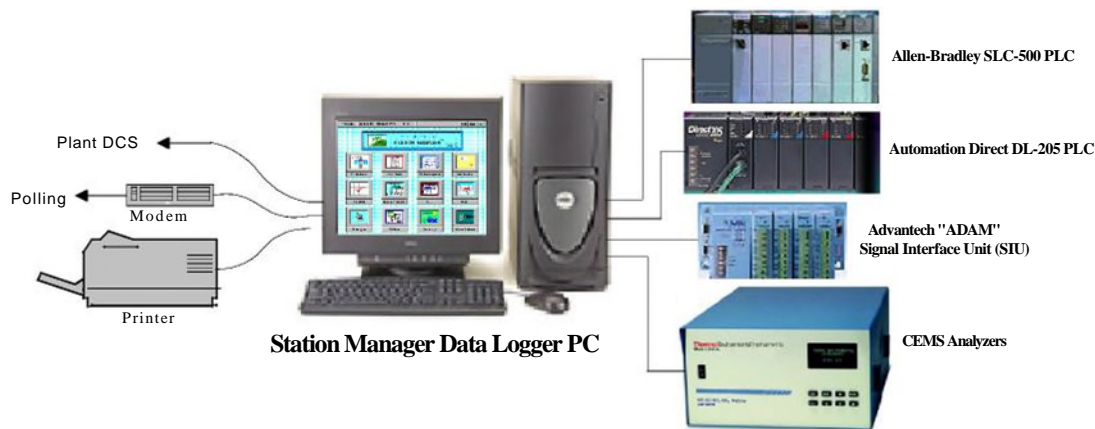 Allen-Bradley SLC-500 PLC
Plant DCS
Automation Direct DL-205 PLC
Polling
Modem
Advantech "ADAM"
Signal Interface Unit (SIU)
Printer
Station Manager Data Logger PC
CEMS Analyzers